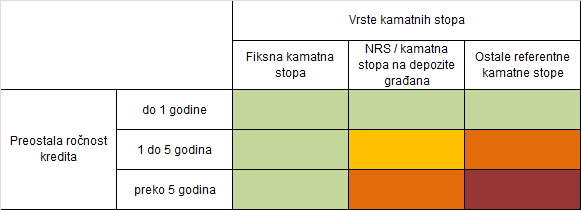 Vrste kamatnih stopa
Fiksna kamatna
stopa
NRS / kamatna
stopa na depozite
građana
Ostale referentne
kamatne stope
Preostala ročnost
kredita
do 1 godine
1 do 5 godina
preko 5 godina